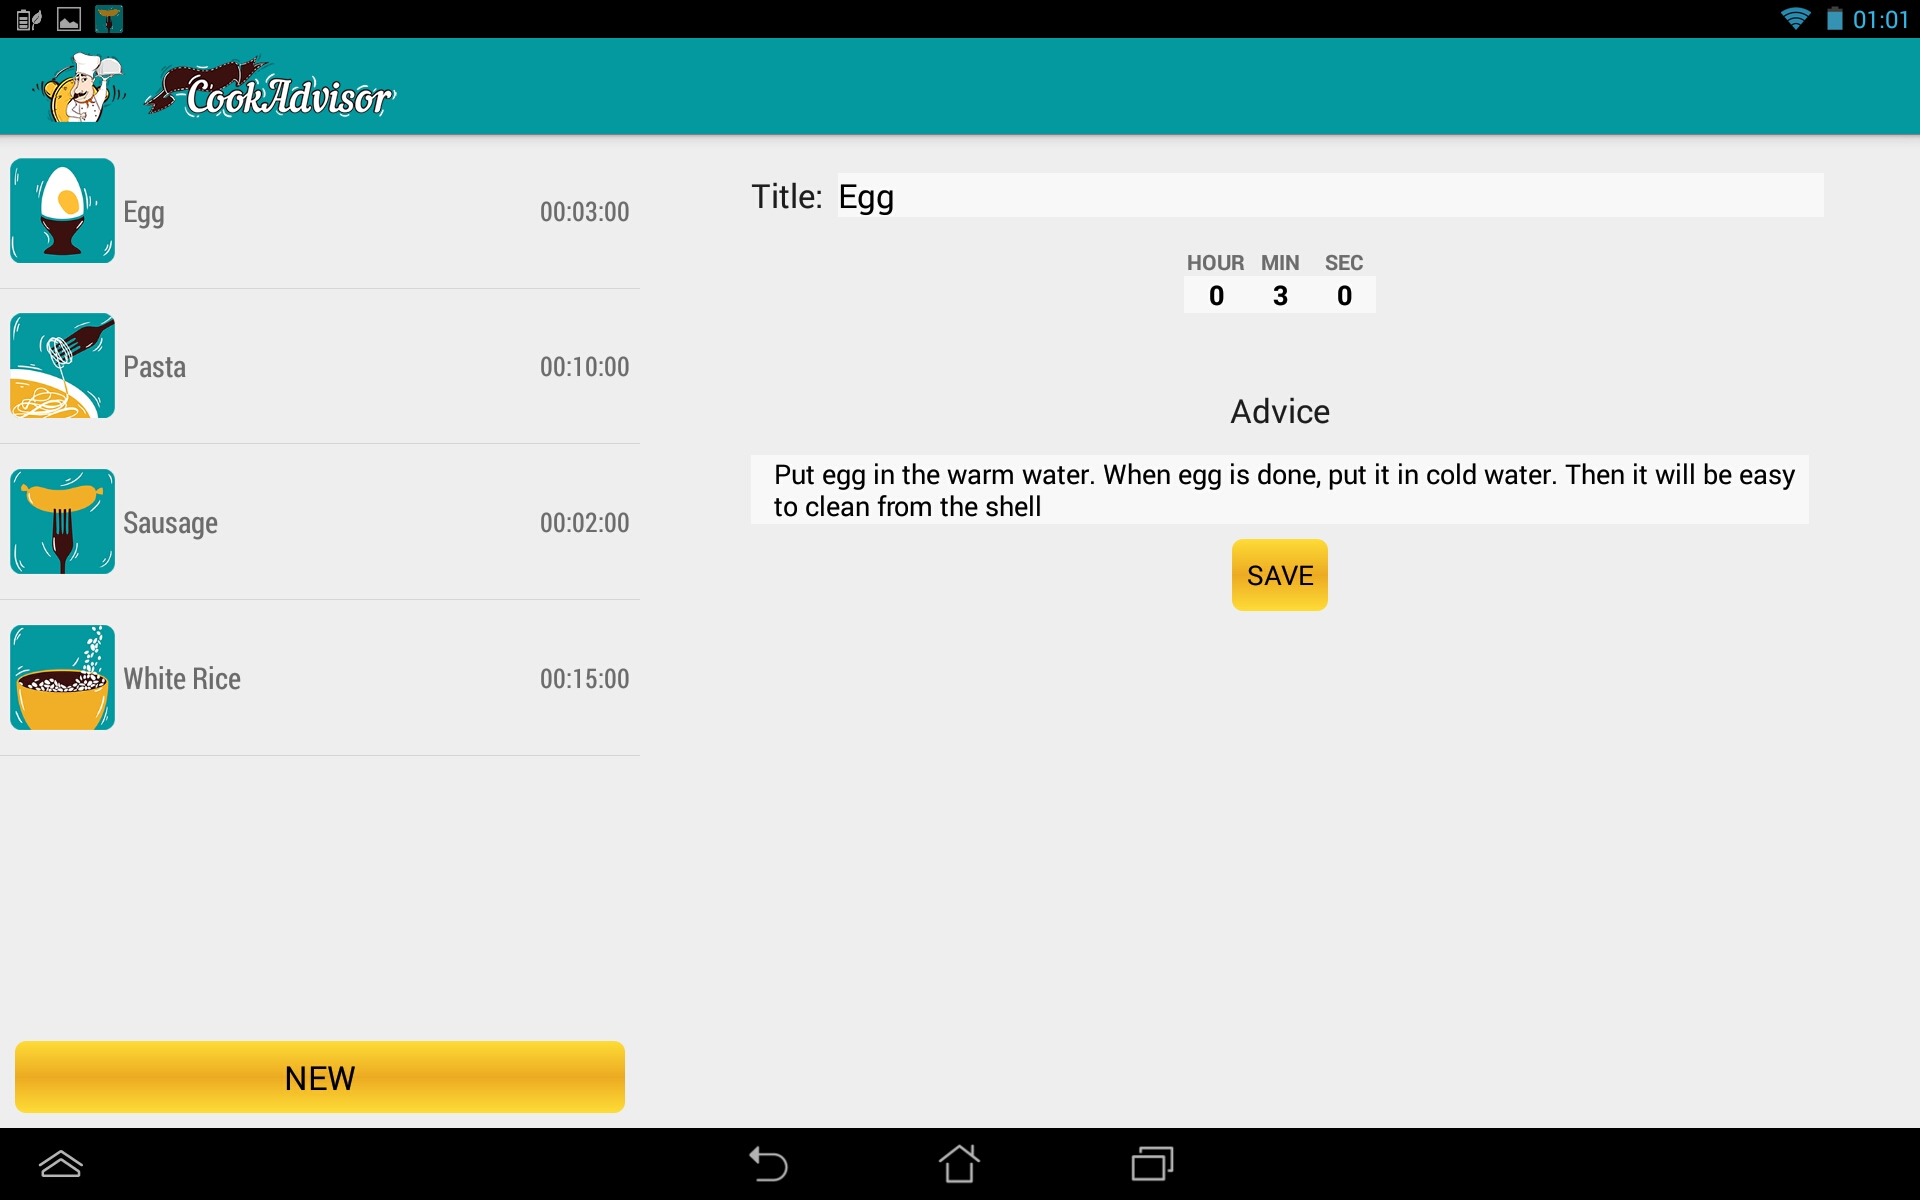 01:01
CookAdvisor
Egg 00:03:00
Pasta 00:10:00
Sausage 00:02:00
White Rice 00:15:00
NEW
Title: Egg
HOUR MIN SEC
0 3 0
Advice
Put egg in the warm water. When egg is done, put it in cold water. Then it will be easy
to clean from the shell
SAVE